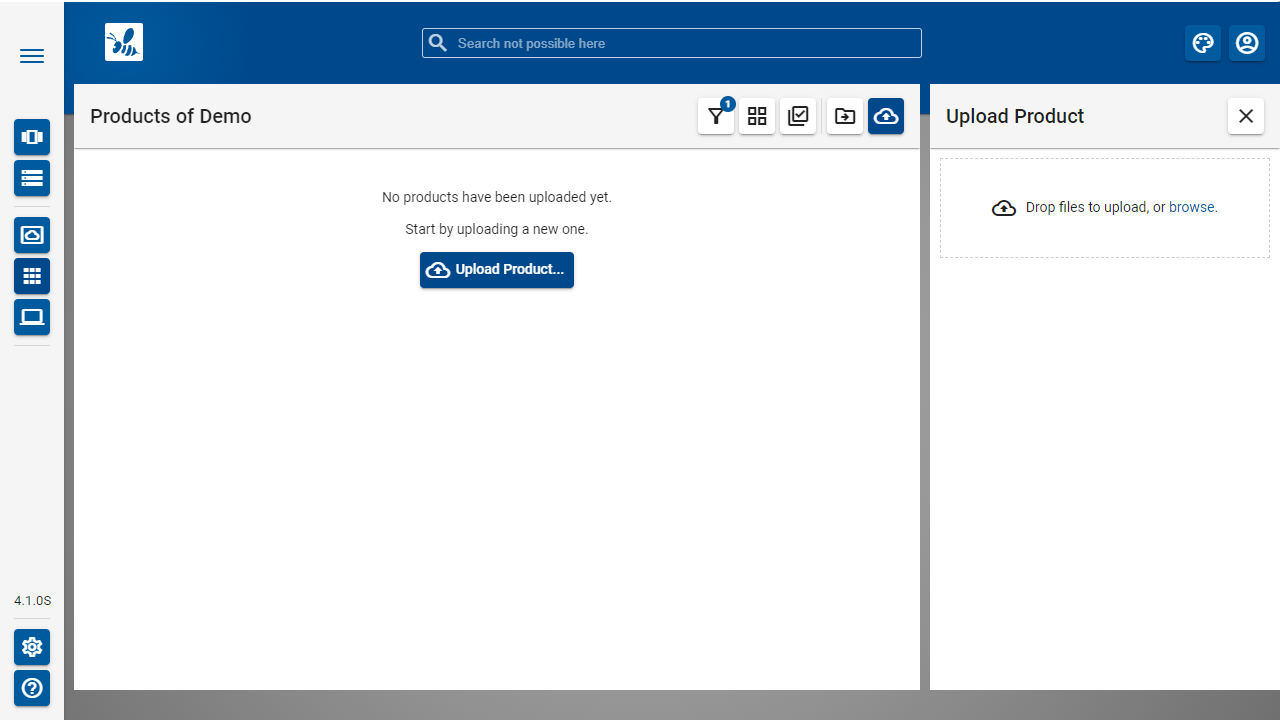 Search not possible here
Products of Demo
1
Upload Product
No products have been uploaded yet.
Start by uploading a new one.
Upload Product...
Drop files to upload, or browse.
4.1.0S